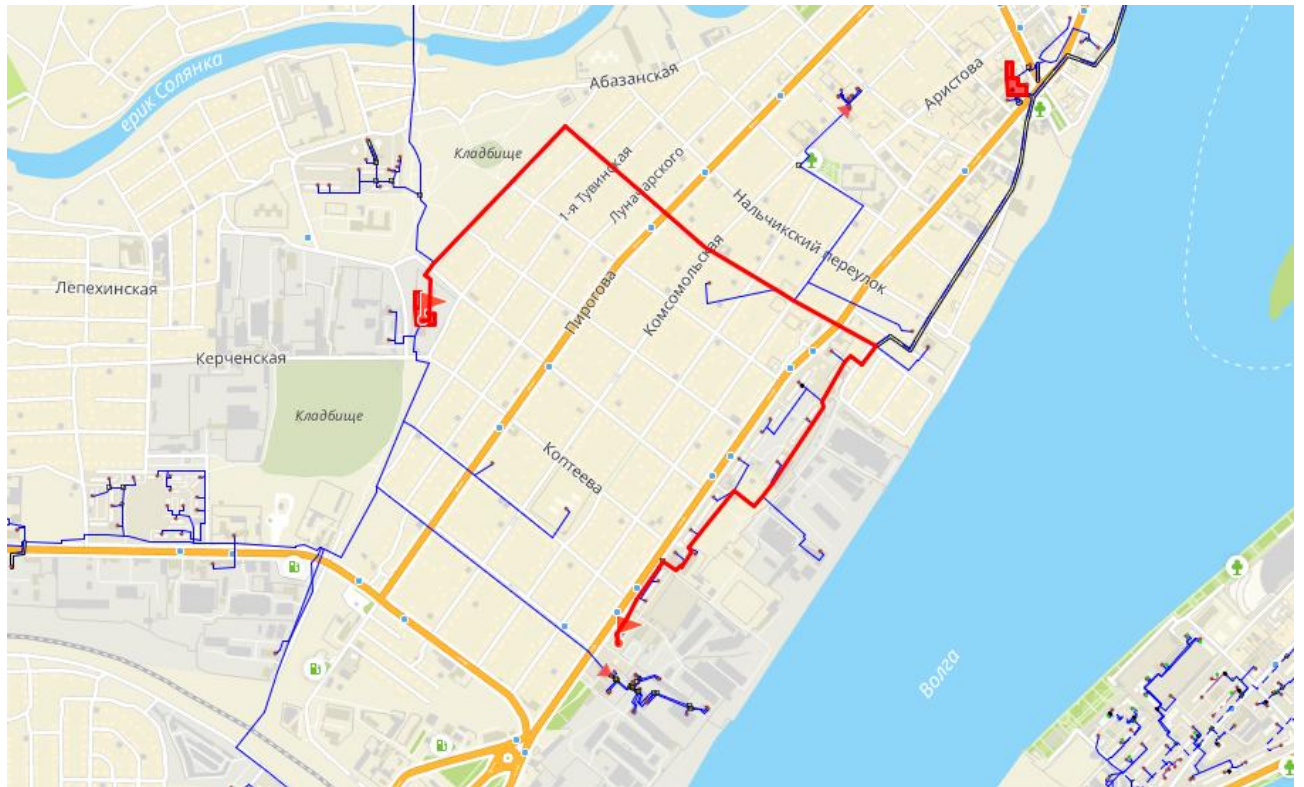 ерик Солянка
Абазанская
Аристова
Кладбище
1-я Тувинская
Луначарского
Нальчикский переулок
Комсомольская
Пирогова
Лепехинская
Керченская
Кладбище
Коптеева
Волга